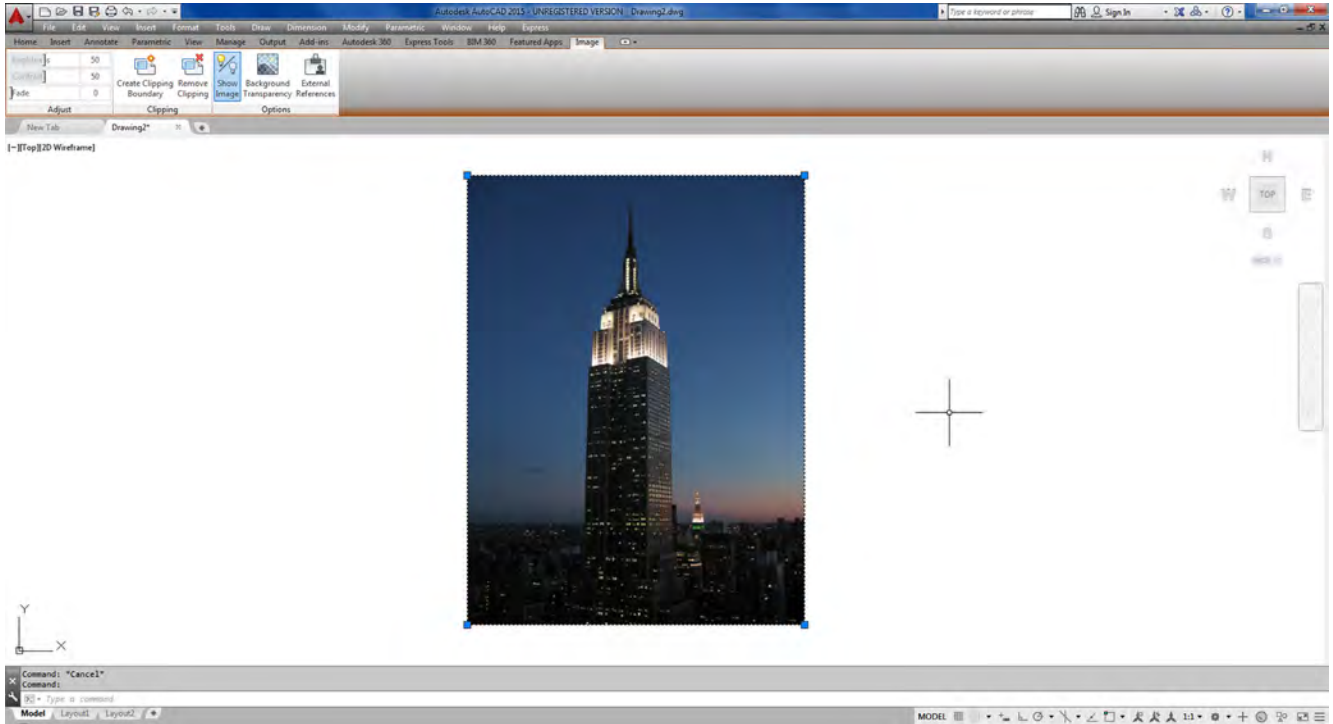 Autodesk AutoCAD 2015 - UNREGISTERED VERSION Drawing2.dwg
Type a keyword or phrase
Sign In
File Edit View Insert Format Tools Draw Dimension Modify Parametric Window Help Express
Home Insert Annotate Parametric View Manage Output Add-ins Autodesk 360 Express Tools BIM 360 Featured Apps Image
50
50
Fade 0
Create Clipping Boundary
Remove Clipping
Show Image
Background Transparency
External References
Adjust Clipping Options
New Tab Drawing2*
[−][Top][2D Wireframe]
W TOP E
Y
X
Command: *Cancel*
Command:
Type a command
Model Layout1 Layout2
MODEL 1:1